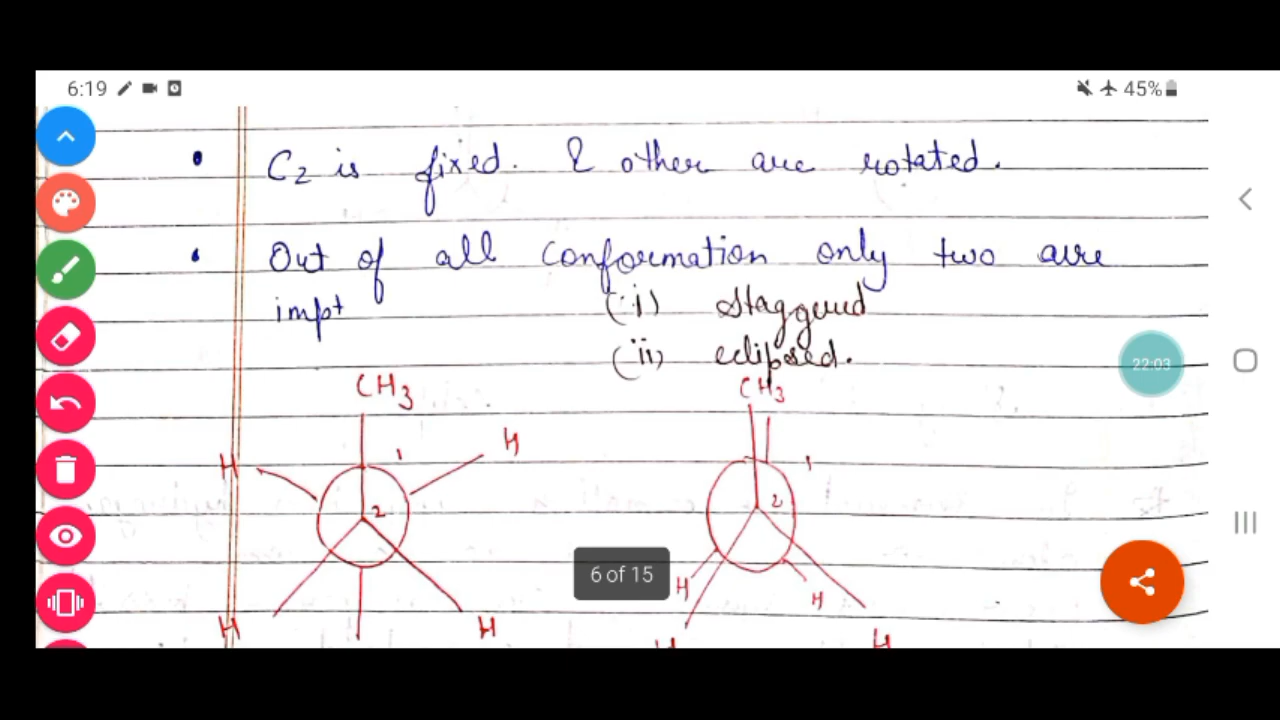 6:19 45%
C2 is fixed. & other are rotated.
Out of all conformation only two are
impt (i) staggered
(ii) eclipsed.
22:03
CH3 CH3
H 1 H 1
2 2
6 of 15
H H
H H
H H